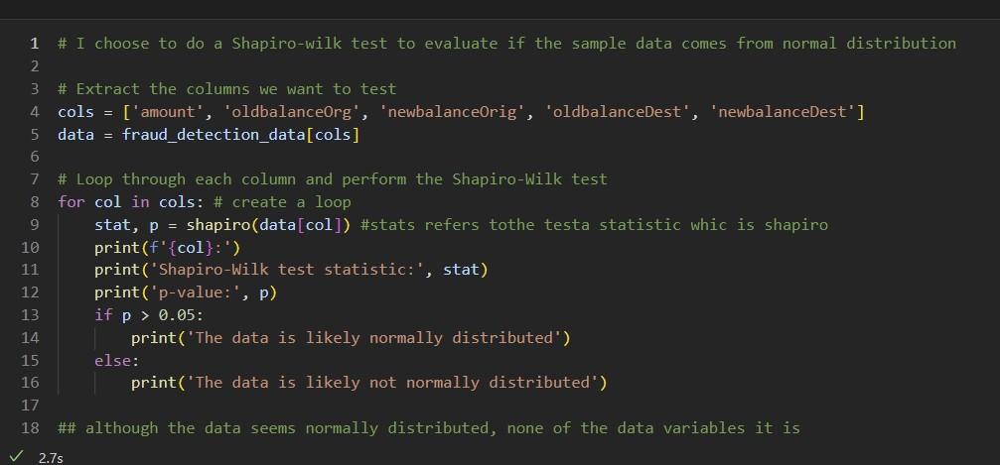 1 # I choose to do a Shapiro-wilk test to evaluate if the sample data comes from normal distribution
2
3 # Extract the columns we want to test
4 cols = ['amount', 'oldbalanceOrg', 'newbalanceOrig', 'oldbalanceDest', 'newbalanceDest']
5 data = fraud_detection_data[cols]
6
7 # Loop through each column and perform the Shapiro-Wilk test
8 for col in cols: # create a loop
9     stat, p = shapiro(data[col]) #stats refers tothe testa statistic whic is shapiro
10     print(f'{col}:')
11     print('Shapiro-Wilk test statistic:', stat)
12     print('p-value:', p)
13     if p > 0.05:
14         print('The data is likely normally distributed')
15     else:
16         print('The data is likely not normally distributed')
17
18 ## although the data seems normally distributed, none of the data variables it is
✓ 2.7s